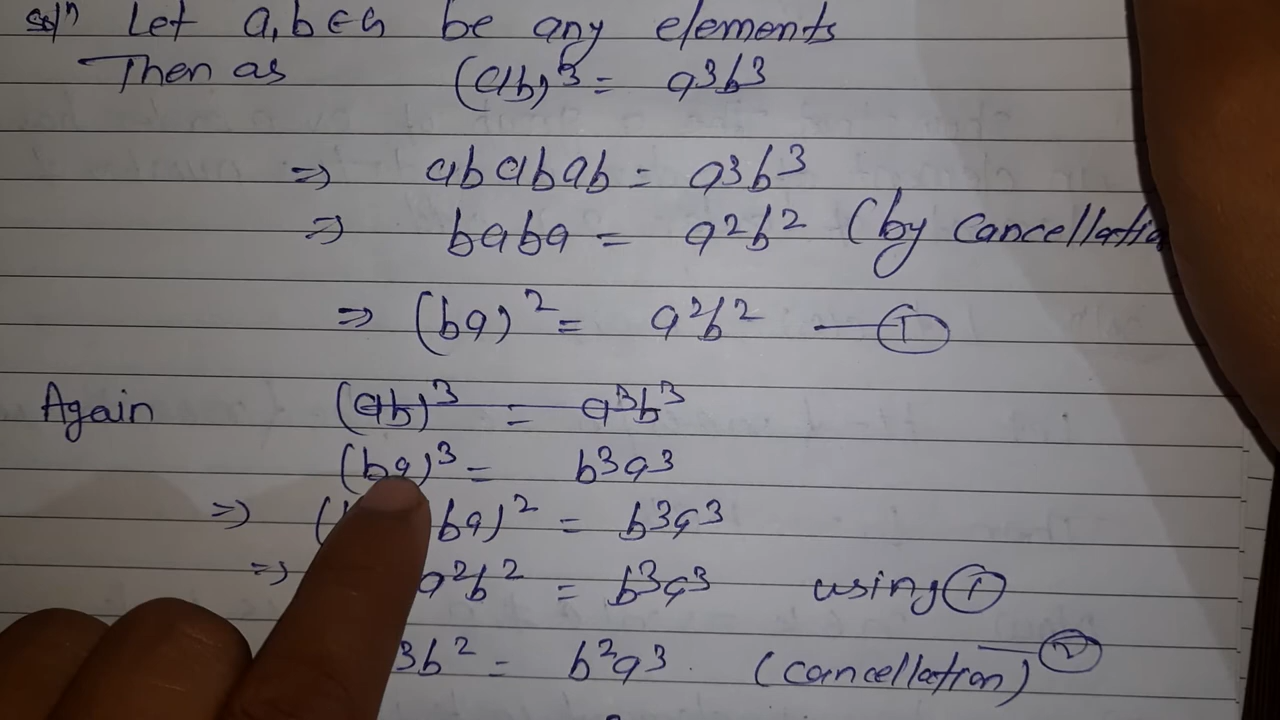 Solⁿ Let a, b ∈ G be any elements
Then as (ab)³ = a³b³
⇒ ababab = a³b³
⇒ baba = a²b² (by cancellatio
⇒ (ba)² = a²b² — ①
Again (ab)³ = a³b³
(ba)³ = b³a³
⇒ ( ba)² = b³a³
⇒ a²b² = b³a³ using ①
³b² = b²a³. (cancellation) — ②